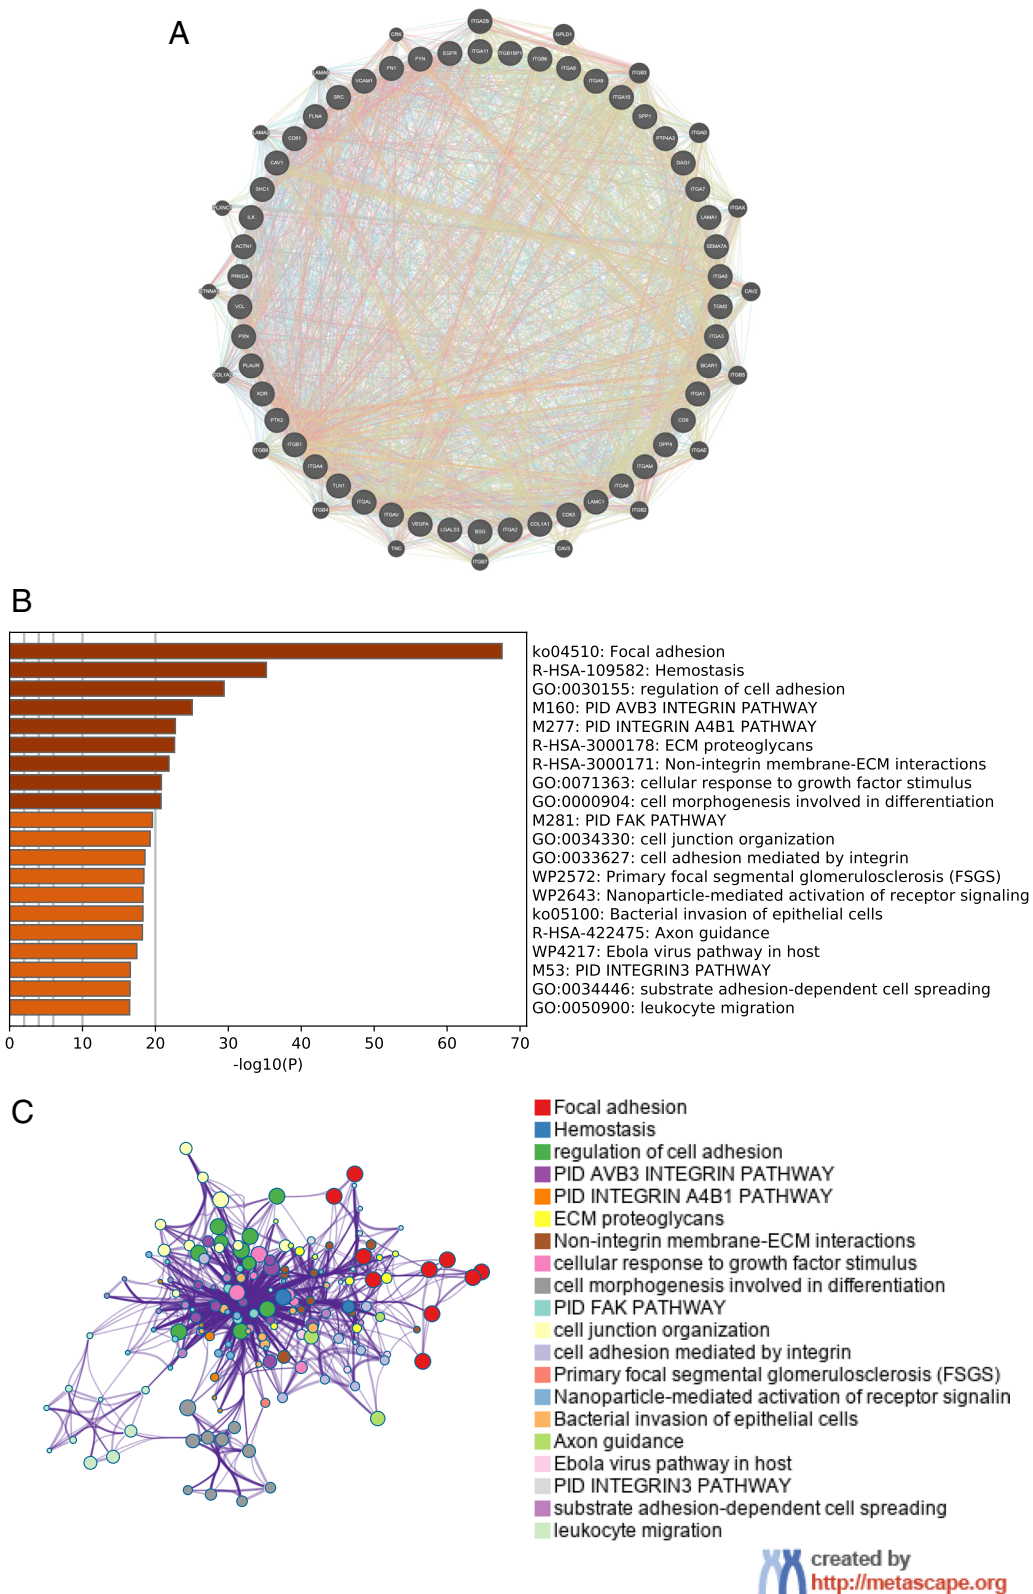 A
ITGA2B
CRK
GPLD1
FYN
EGFR
ITGA11
ITGB1BP1
ITGB6
FN1
ITGA8
LAMA5
VCAM1
ITGA9
ITGB3
SRC
ITGA10
FLNA
SPP1
LAMA2
CD81
PTP4A3
ITGAD
CAV1
DAG1
SHC1
ITGA7
PLXNC1
ILK
LAMA1
ITGAX
ACTN1
SEMA7A
PRKCA
ITGA5
CTNNA1
CAV2
VCL
TGM2
PXN
ITGA3
PLAUR
BCAR1
COL1A2
ITGB5
KDR
ITGA1
PTK2
CD9
ITGB8
ITGB1
DPP4
ITGAE
ITGA4
ITGAM
TLN1
ITGA6
ITGB4
ITGAL
LAMC1
ITGB2
ITGAV
CD63
VEGFA
LGALS3
BSG
ITGA2
COL1A1
TNC
CAV3
ITGB7
B
ko04510: Focal adhesion
R-HSA-109582: Hemostasis
GO:0030155: regulation of cell adhesion
M160: PID AVB3 INTEGRIN PATHWAY
M277: PID INTEGRIN A4B1 PATHWAY
R-HSA-3000178: ECM proteoglycans
R-HSA-3000171: Non-integrin membrane-ECM interactions
GO:0071363: cellular response to growth factor stimulus
GO:0000904: cell morphogenesis involved in differentiation
M281: PID FAK PATHWAY
GO:0034330: cell junction organization
GO:0033627: cell adhesion mediated by integrin
WP2572: Primary focal segmental glomerulosclerosis (FSGS)
WP2643: Nanoparticle-mediated activation of receptor signaling
ko05100: Bacterial invasion of epithelial cells
R-HSA-422475: Axon guidance
WP4217: Ebola virus pathway in host
M53: PID INTEGRIN3 PATHWAY
GO:0034446: substrate adhesion-dependent cell spreading
GO:0050900: leukocyte migration
0 10 20 30 40 50 60 70
-log10(P)
C
Focal adhesion
Hemostasis
regulation of cell adhesion
PID AVB3 INTEGRIN PATHWAY
PID INTEGRIN A4B1 PATHWAY
ECM proteoglycans
Non-integrin membrane-ECM interactions
cellular response to growth factor stimulus
cell morphogenesis involved in differentiation
PID FAK PATHWAY
cell junction organization
cell adhesion mediated by integrin
Primary focal segmental glomerulosclerosis (FSGS)
Nanoparticle-mediated activation of receptor signalin
Bacterial invasion of epithelial cells
Axon guidance
Ebola virus pathway in host
PID INTEGRIN3 PATHWAY
substrate adhesion-dependent cell spreading
leukocyte migration
created by
http://metascape.org